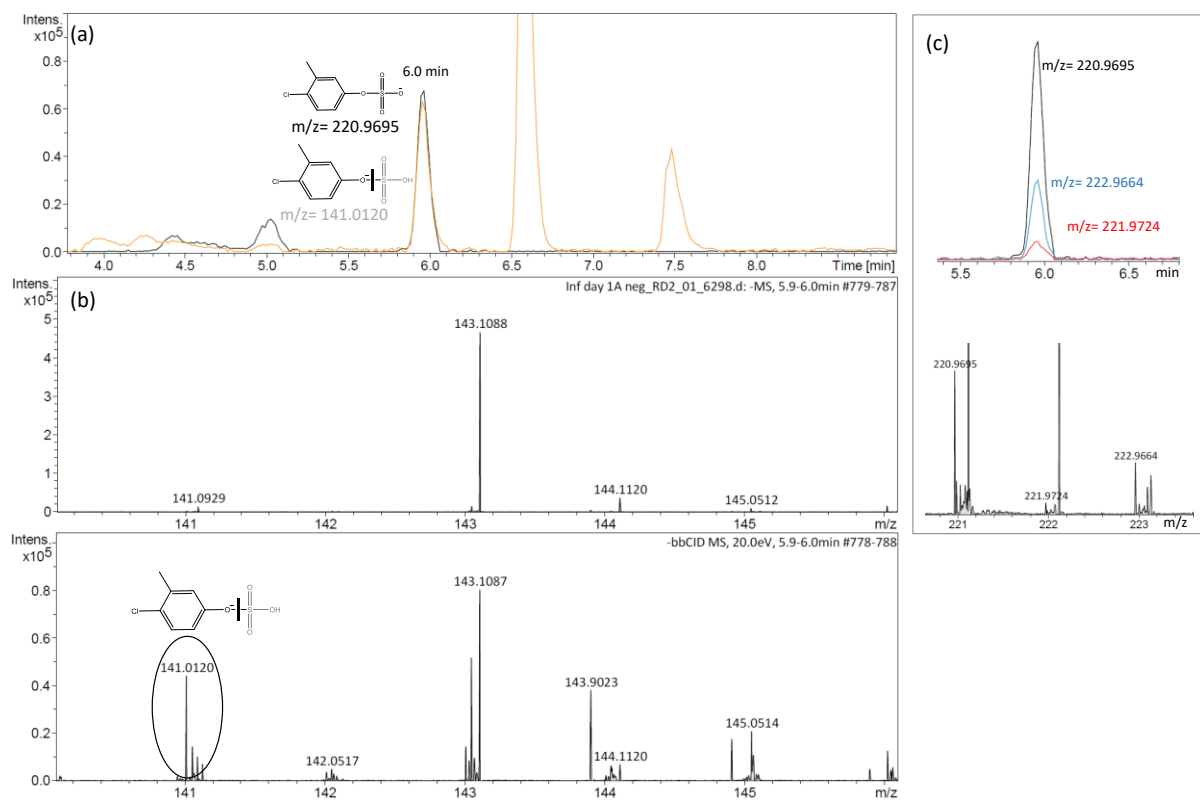 Intens.
x10⁵
(a)
0.8
0.6
0.4
0.2
0.0
6.0 min
Cl
O
S
O
O
O
-
m/z= 220.9695
Cl
O
-
S
O
O
OH
m/z= 141.0120
4.0
4.5
5.0
5.5
6.0
6.5
7.0
7.5
8.0
Time [min]
Intens.
x10⁵
(b)
Inf day 1A neg_RD2_01_6298.d: -MS, 5.9-6.0min #779-787
5
4
3
2
1
0
141.0929
143.1088
144.1120
145.0512
141
142
143
144
145
m/z
Intens.
x10⁵
-bbCID MS, 20.0eV, 5.9-6.0min #778-788
0.8
0.6
0.4
0.2
0.0
Cl
O
-
S
O
O
OH
141.0120
142.0517
143.1087
143.9023
144.1120
145.0514
141
142
143
144
145
m/z
(c)
m/z= 220.9695
m/z= 222.9664
m/z= 221.9724
5.5
6.0
6.5
min
220.9695
221.9724
222.9664
221
222
223
m/z